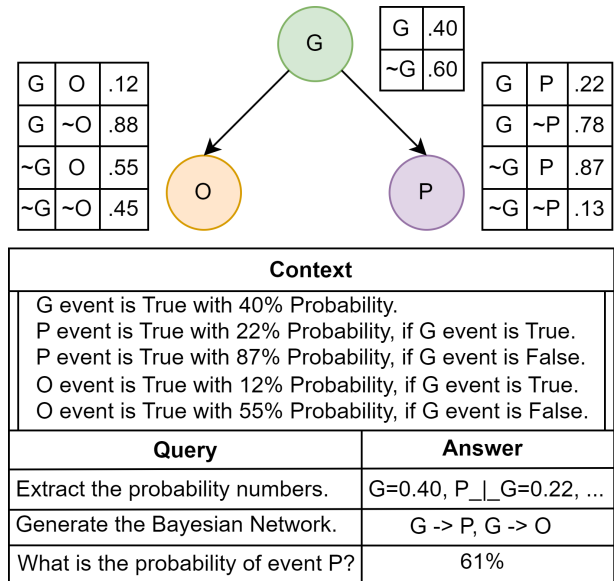 G
G .40
~G .60
G O .12
G ~O .88
~G O .55
~G ~O .45
O
P
G P .22
G ~P .78
~G P .87
~G ~P .13
Context
G event is True with 40% Probability.
P event is True with 22% Probability, if G event is True.
P event is True with 87% Probability, if G event is False.
O event is True with 12% Probability, if G event is True.
O event is True with 55% Probability, if G event is False.
Query Answer
Extract the probability numbers. G=0.40, P_|_G=0.22, ...
Generate the Bayesian Network. G -> P, G -> O
What is the probability of event P? 61%